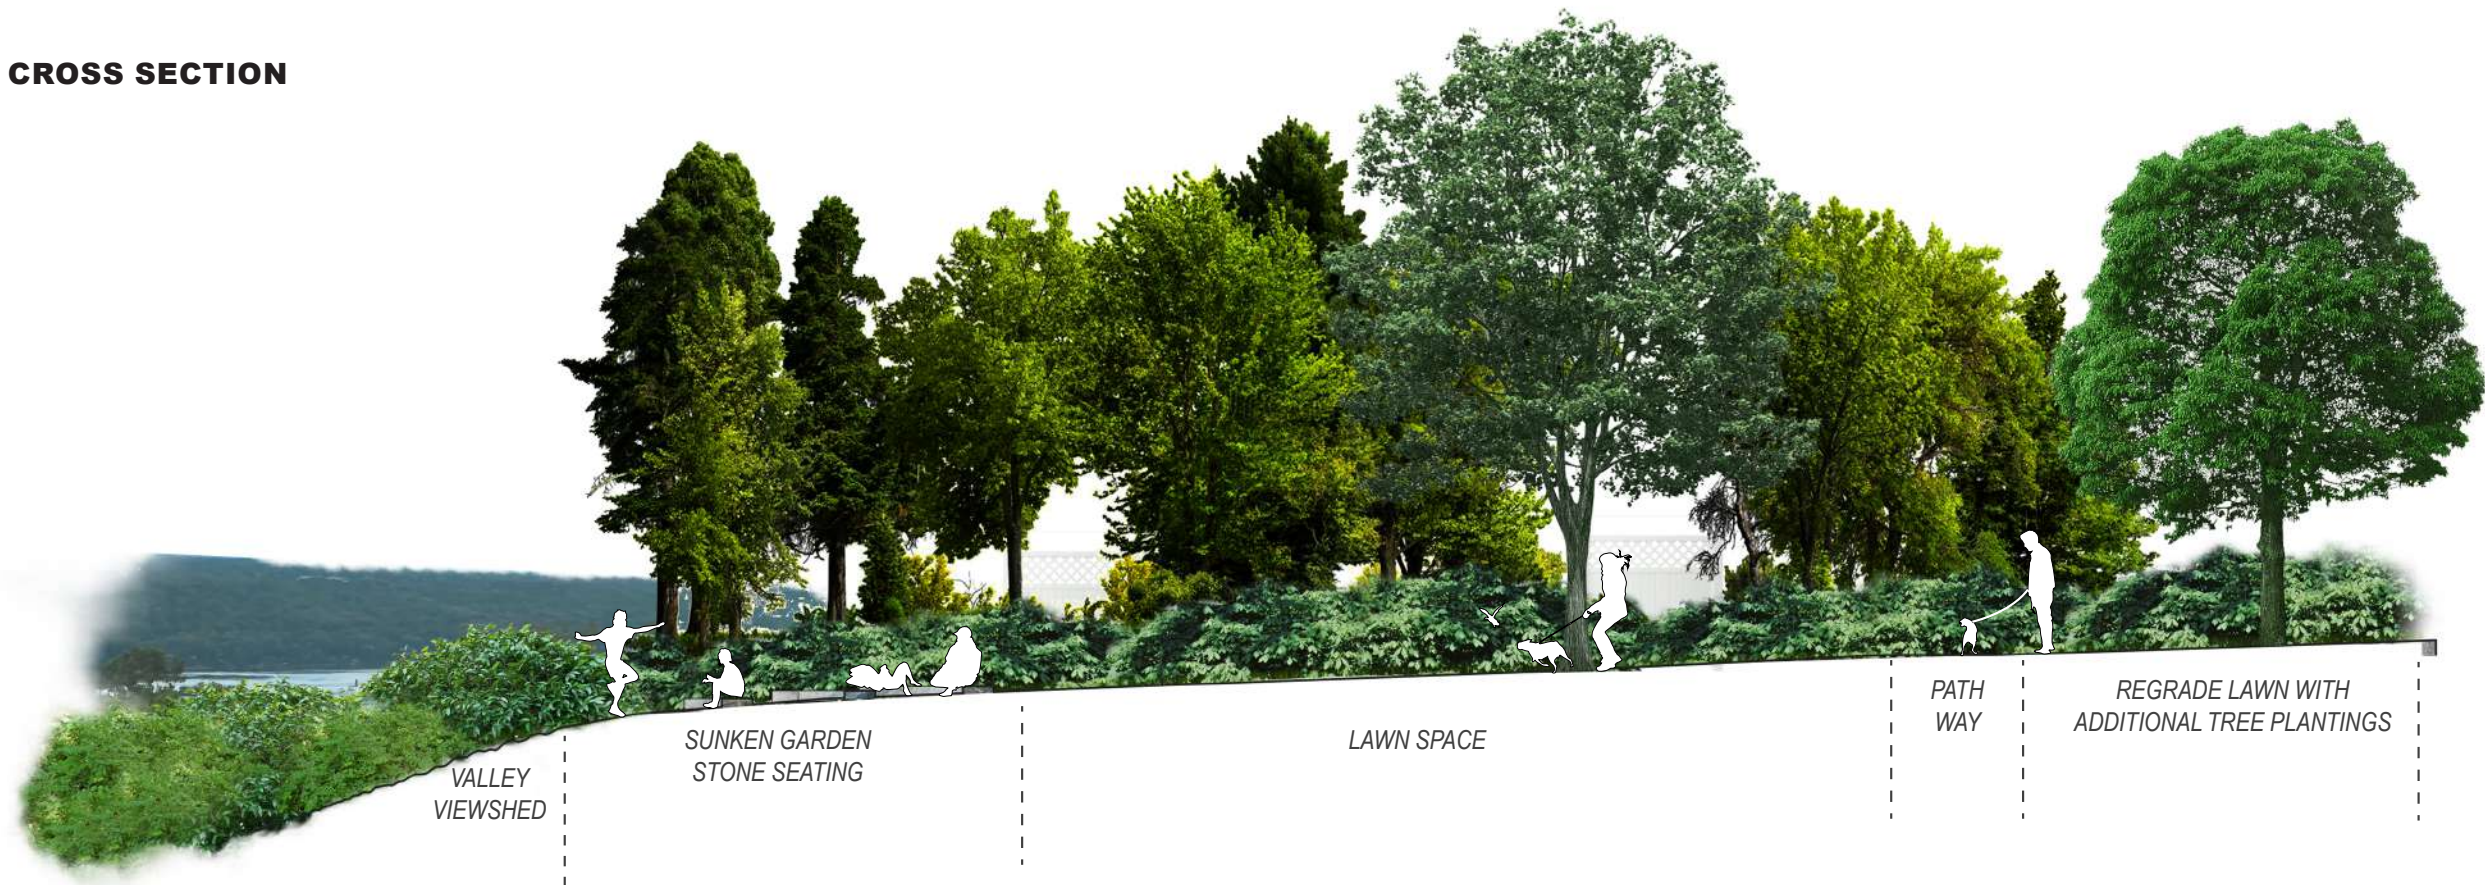 CROSS SECTION
VALLEY
VIEWSHED
SUNKEN GARDEN
STONE SEATING
LAWN SPACE
PATH
WAY
REGRADE LAWN WITH
ADDITIONAL TREE PLANTINGS